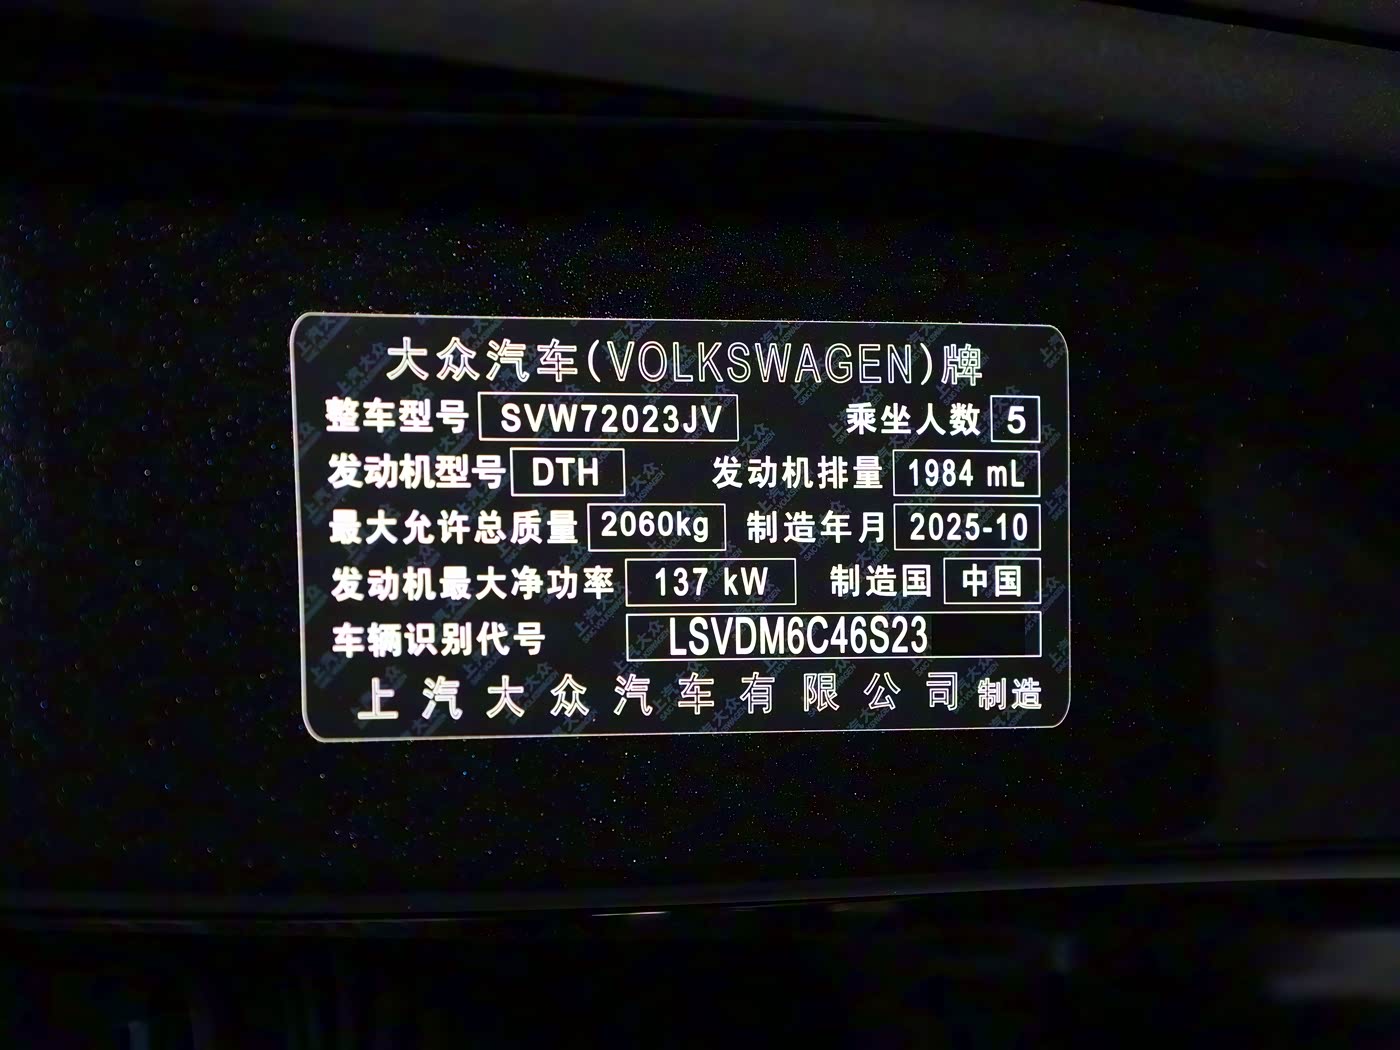 大众汽车(VOLKSWAGEN)牌
整车型号 SVW72023JV 乘坐人数 5
发动机型号 DTH 发动机排量 1984 mL
最大允许总质量 2060kg 制造年月 2025-10
发动机最大净功率 137 kW 制造国 中国
车辆识别代号 LSVDM6C46S23
上汽大众汽车有限公司制造